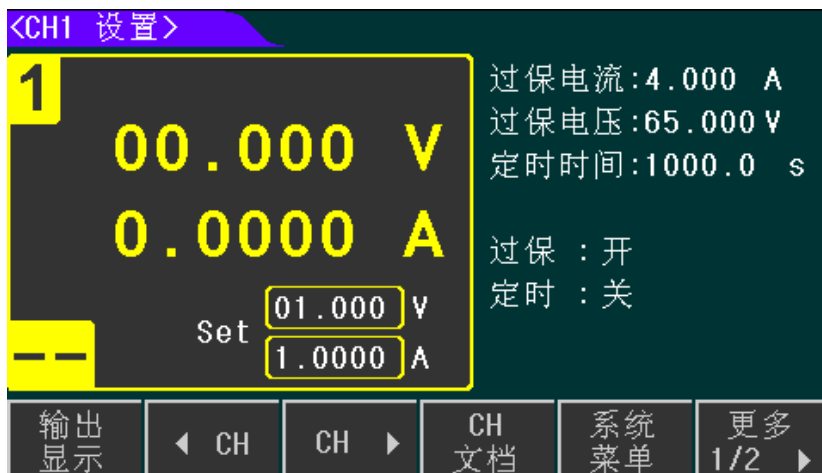 <CH1 设置>
1
00.000 V
0.0000 A
Set
01.000 V
1.0000 A
--
过保电流:4.000 A
过保电压:65.000 V
定时时间:1000.0 s
过保 :开
定时 :关
输出
显示
◀ CH
CH ▶
CH
文档
系统
菜单
更多
1/2 ▶